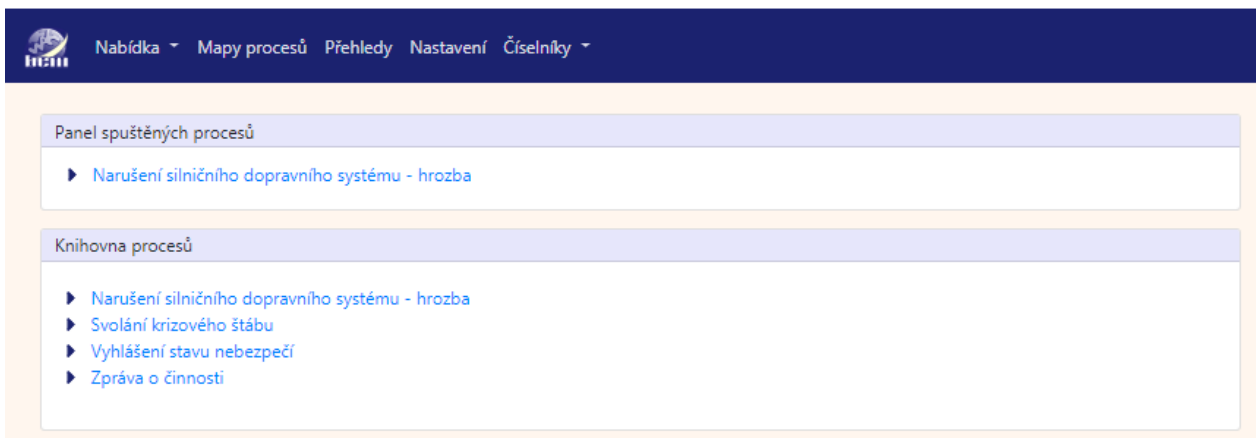 Nabídka Mapy procesů Přehledy Nastavení Číselníky
Panel spuštěných procesů
Narušení silničního dopravního systému - hrozba
Knihovna procesů
Narušení silničního dopravního systému - hrozba
Svolání krizového štábu
Vyhlášení stavu nebezpečí
Zpráva o činnosti